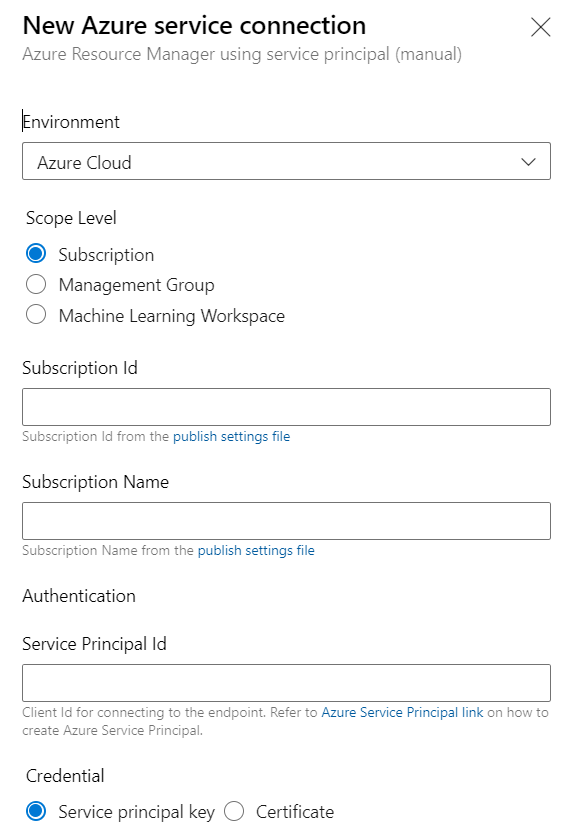 New Azure service connection
Azure Resource Manager using service principal (manual)
Environment
Azure Cloud
Scope Level
Subscription
Management Group
Machine Learning Workspace
Subscription Id
Subscription Id from the publish settings file
Subscription Name
Subscription Name from the publish settings file
Authentication
Service Principal Id
Client Id for connecting to the endpoint. Refer to Azure Service Principal link on how to
create Azure Service Principal.
Credential
Service principal key Certificate